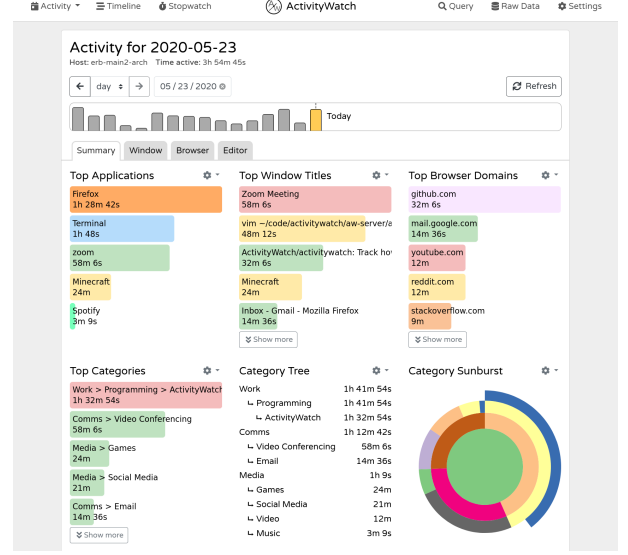 Activity
Timeline
Stopwatch
ActivityWatch
Query
Raw Data
Settings
Activity for 2020-05-23
Host: erb-main2-arch Time active: 3h 54m 45s
day
05 / 23 / 2020
Refresh
Today
Summary
Window
Browser
Editor
Top Applications
Firefox
1h 28m 42s
Terminal
1h 48s
zoom
58m 6s
Minecraft
24m
Spotify
3m 9s
Top Window Titles
Zoom Meeting
58m 6s
vim ~/code/activitywatch/aw-server/a
48m 12s
ActivityWatch/activitywatch: Track ho
32m 6s
Minecraft
24m
Inbox - Gmail - Mozilla Firefox
14m 36s
Show more
Top Browser Domains
github.com
32m 6s
mail.google.com
14m 36s
youtube.com
12m
reddit.com
12m
stackoverflow.com
9m
Show more
Top Categories
Work > Programming > ActivityWatch
1h 32m 54s
Comms > Video Conferencing
58m 6s
Media > Games
24m
Media > Social Media
21m
Comms > Email
14m 36s
Show more
Category Tree
Work 1h 41m 54s
Programming 1h 41m 54s
ActivityWatch 1h 32m 54s
Comms 1h 12m 42s
Video Conferencing 58m 6s
Email 14m 36s
Media 1h 9s
Games 24m
Social Media 21m
Video 12m
Music 3m 9s
Category Sunburst